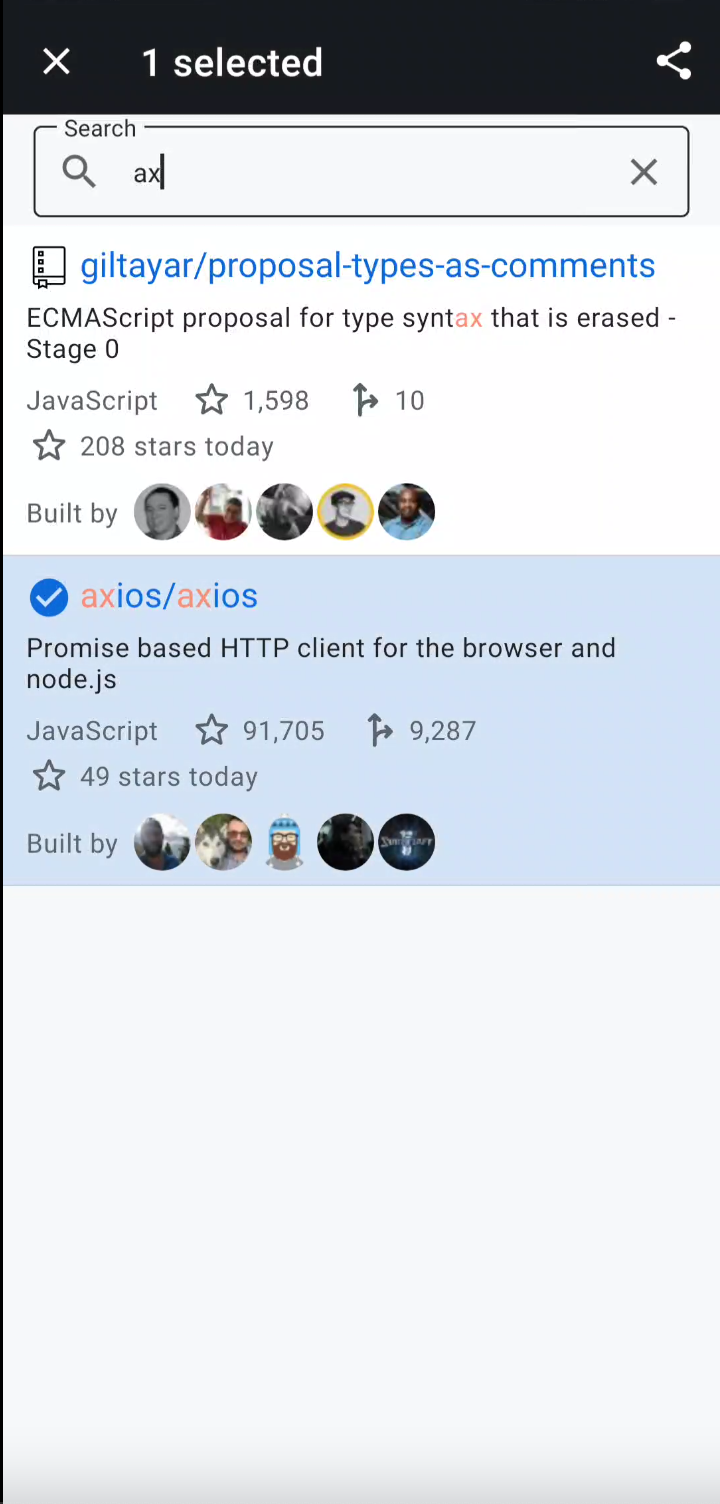 1 selected
Search
ax
giltayar/proposal-types-as-comments
ECMAScript proposal for type syntax that is erased -
Stage 0
JavaScript 1,598 10
208 stars today
Built by
axios/axios
Promise based HTTP client for the browser and
node.js
JavaScript 91,705 9,287
49 stars today
Built by